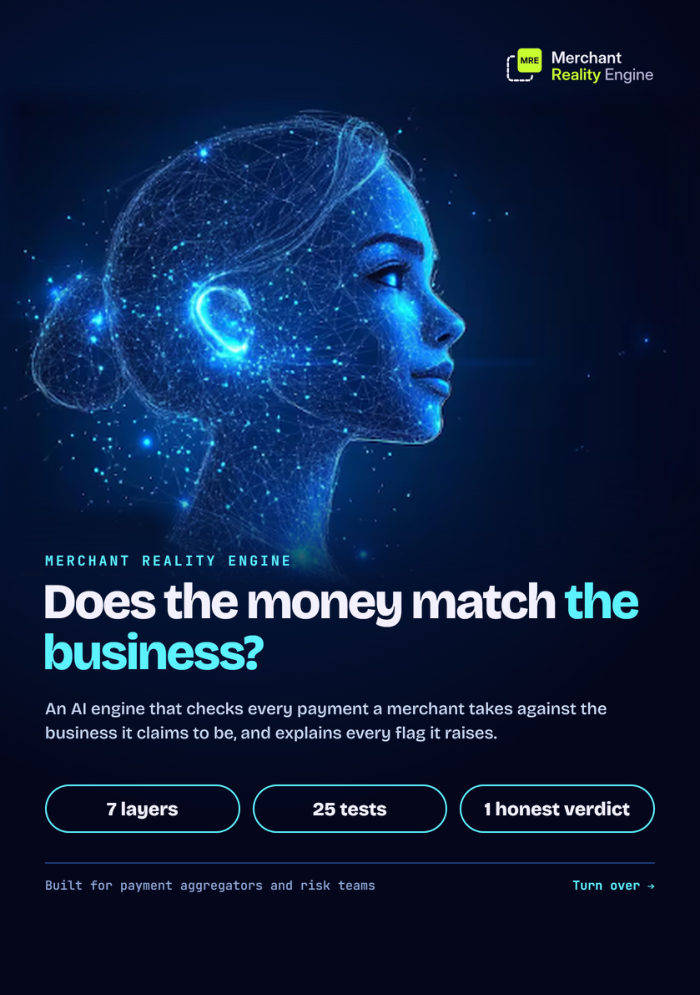 MRE
Merchant
Reality Engine
MERCHANT REALITY ENGINE
Does the money match the
business?
An AI engine that checks every payment a merchant takes against the
business it claims to be, and explains every flag it raises.
7 layers
25 tests
1 honest verdict
Built for payment aggregators and risk teams
Turn over →